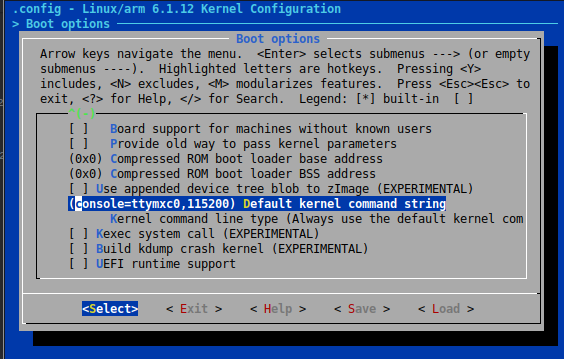 .config - Linux/arm 6.1.12 Kernel Configuration
> Boot options
Boot options
Arrow keys navigate the menu.  <Enter> selects submenus ---> (or empty
submenus ----).  Highlighted letters are hotkeys.  Pressing <Y>
includes, <N> excludes, <M> modularizes features.  Press <Esc><Esc> to
exit, <?> for Help, </> for Search.  Legend: [*] built-in  [ ]
^(-)
[ ]   Board support for machines without known users
[ ]   Provide old way to pass kernel parameters
(0x0) Compressed ROM boot loader base address
(0x0) Compressed ROM boot loader BSS address
[ ] Use appended device tree blob to zImage (EXPERIMENTAL)
(console=ttymxc0,115200) Default kernel command string
Kernel command line type (Always use the default kernel com
[ ] Kexec system call (EXPERIMENTAL)
[ ] Build kdump crash kernel (EXPERIMENTAL)
[ ] UEFI runtime support
<Select>    < Exit >    < Help >    < Save >    < Load >